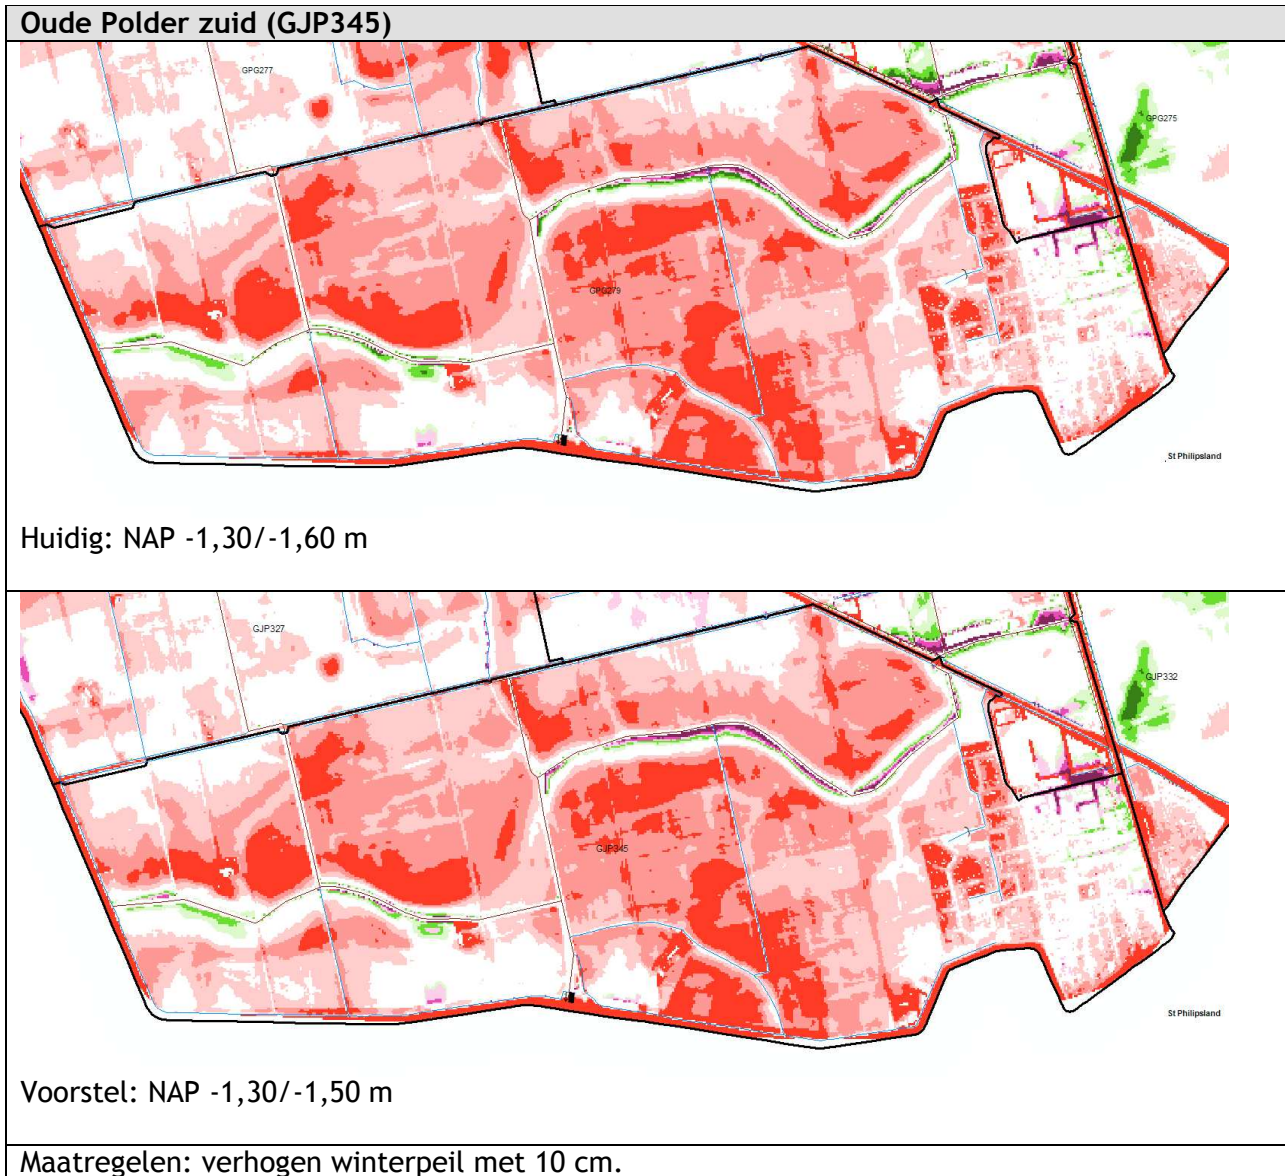 Oude Polder zuid (GJP345)
GPG277
GPG275
GPG279
St Philipsland
Huidig: NAP -1,30/-1,60 m
GJP327
GJP332
GJP345
St Philipsland
Voorstel: NAP -1,30/-1,50 m
Maatregelen: verhogen winterpeil met 10 cm.